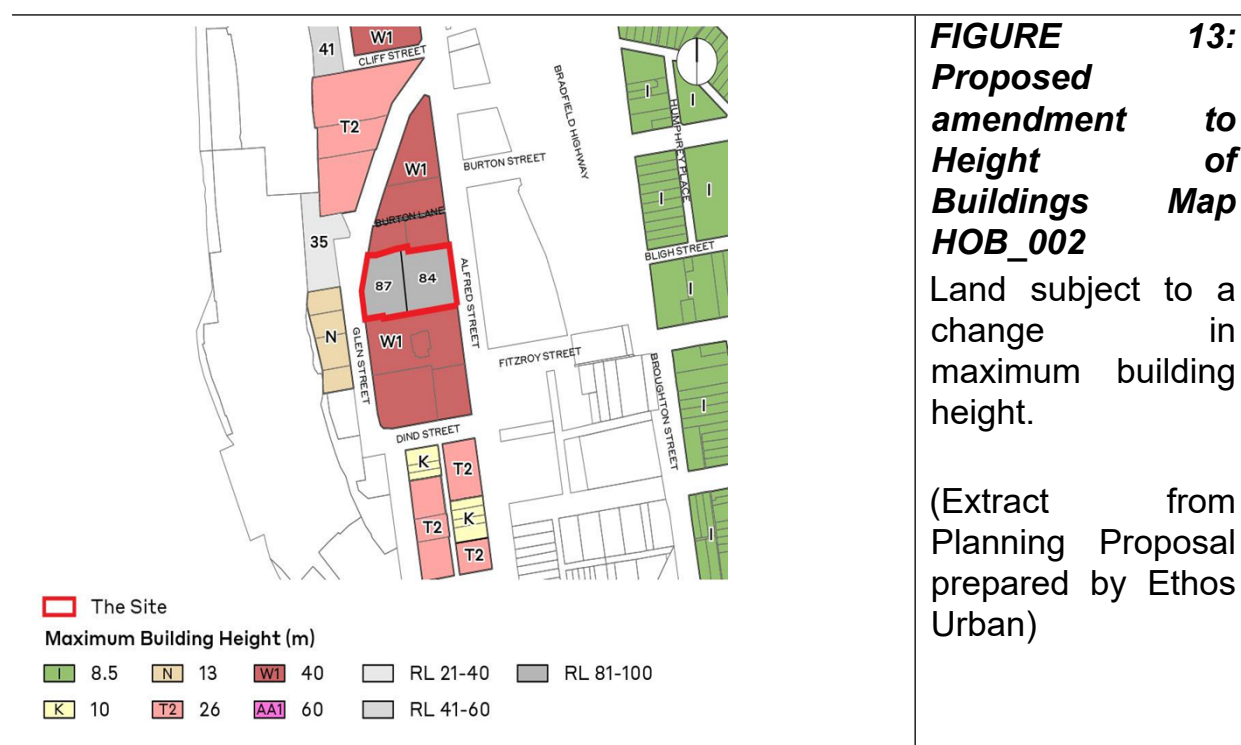 41
W1
CLIFF STREET
T2
BRADFIELD HIGHWAY
I
HUMPHREY PLACE
I
W1
BURTON STREET
I
I
BURTON LANE
35
87
84
ALFRED STREET
BLIGH STREET
I
N
GLEN STREET
W1
FITZROY STREET
BROUGHTON STREET
I
DIND STREET
K
T2
T2
K
T2
I
The Site
Maximum Building Height (m)
I 8.5 N 13 W1 40 RL 21-40 RL 81-100
K 10 T2 26 AA1 60 RL 41-60
FIGURE 13:
Proposed
amendment to
Height of
Buildings Map
HOB_002
Land subject to a
change in
maximum building
height.
(Extract from
Planning Proposal
prepared by Ethos
Urban)